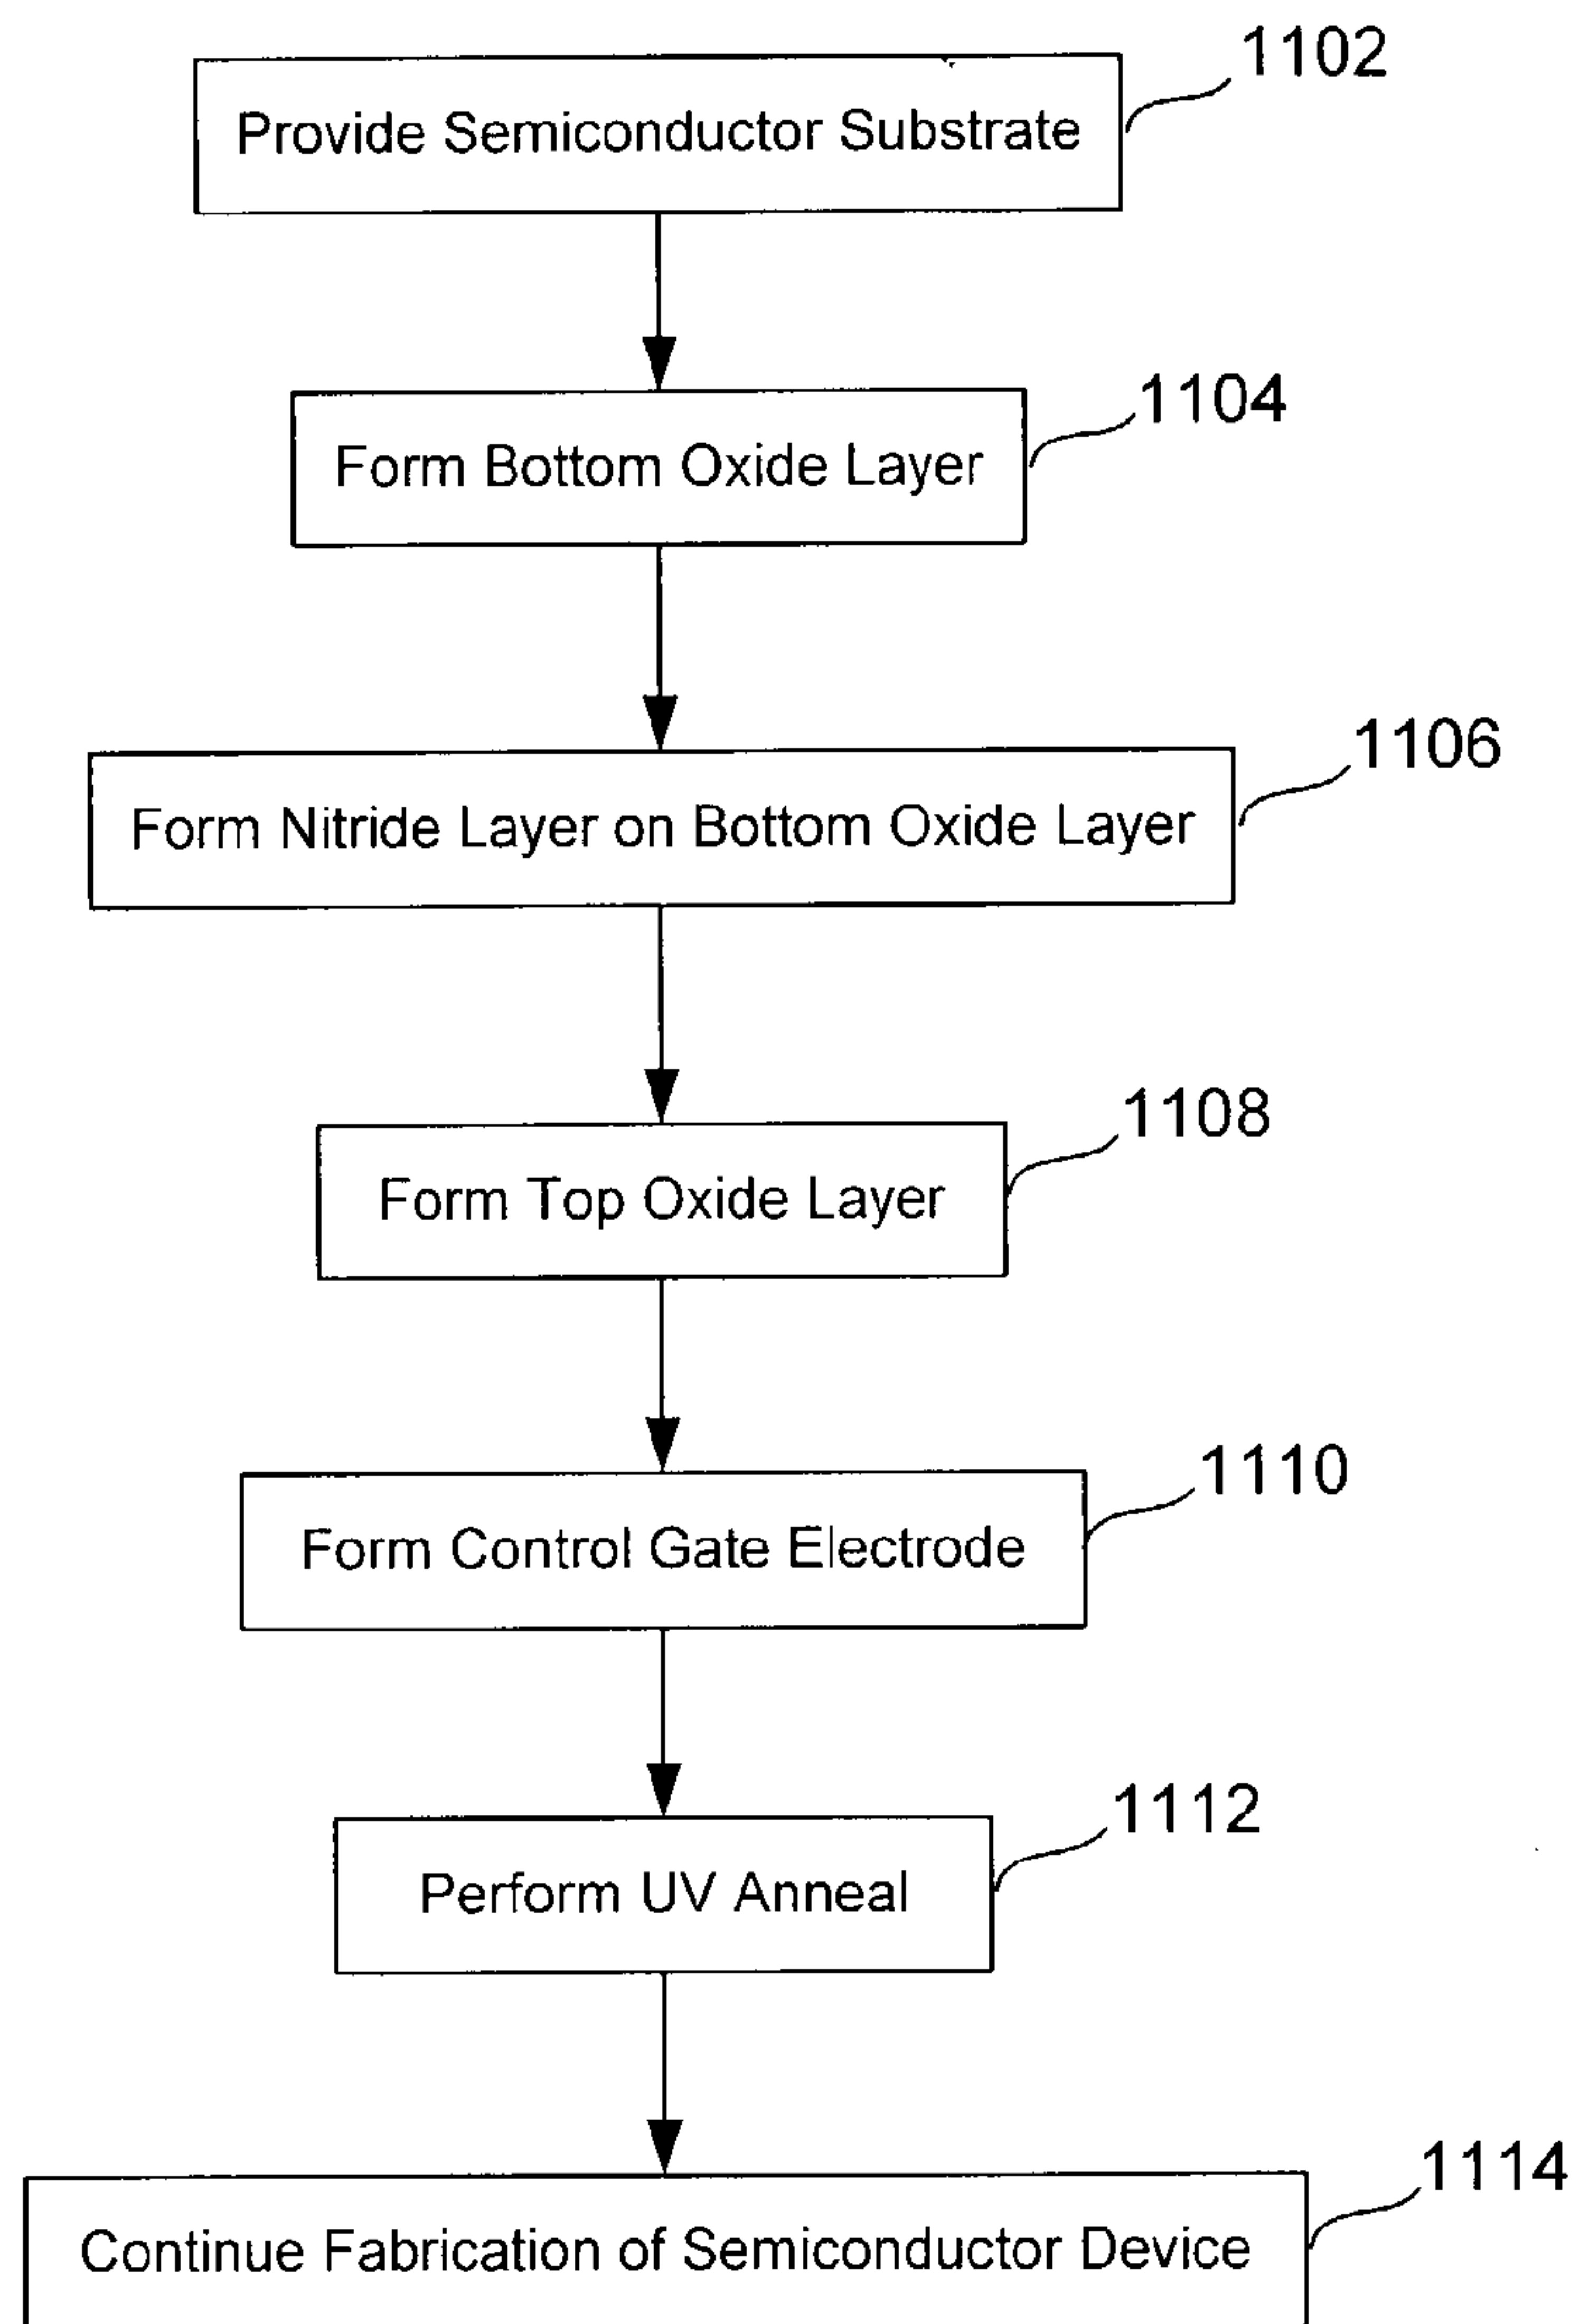 1102
Provide Semiconductor Substrate
1104
Form Bottom Oxide Layer
1106
Form Nitride Layer on Bottom Oxide Layer
1108
Form Top Oxide Layer
1110
Form Control Gate Electrode
1112
Perform UV Anneal
1114
Continue Fabrication of Semiconductor Device